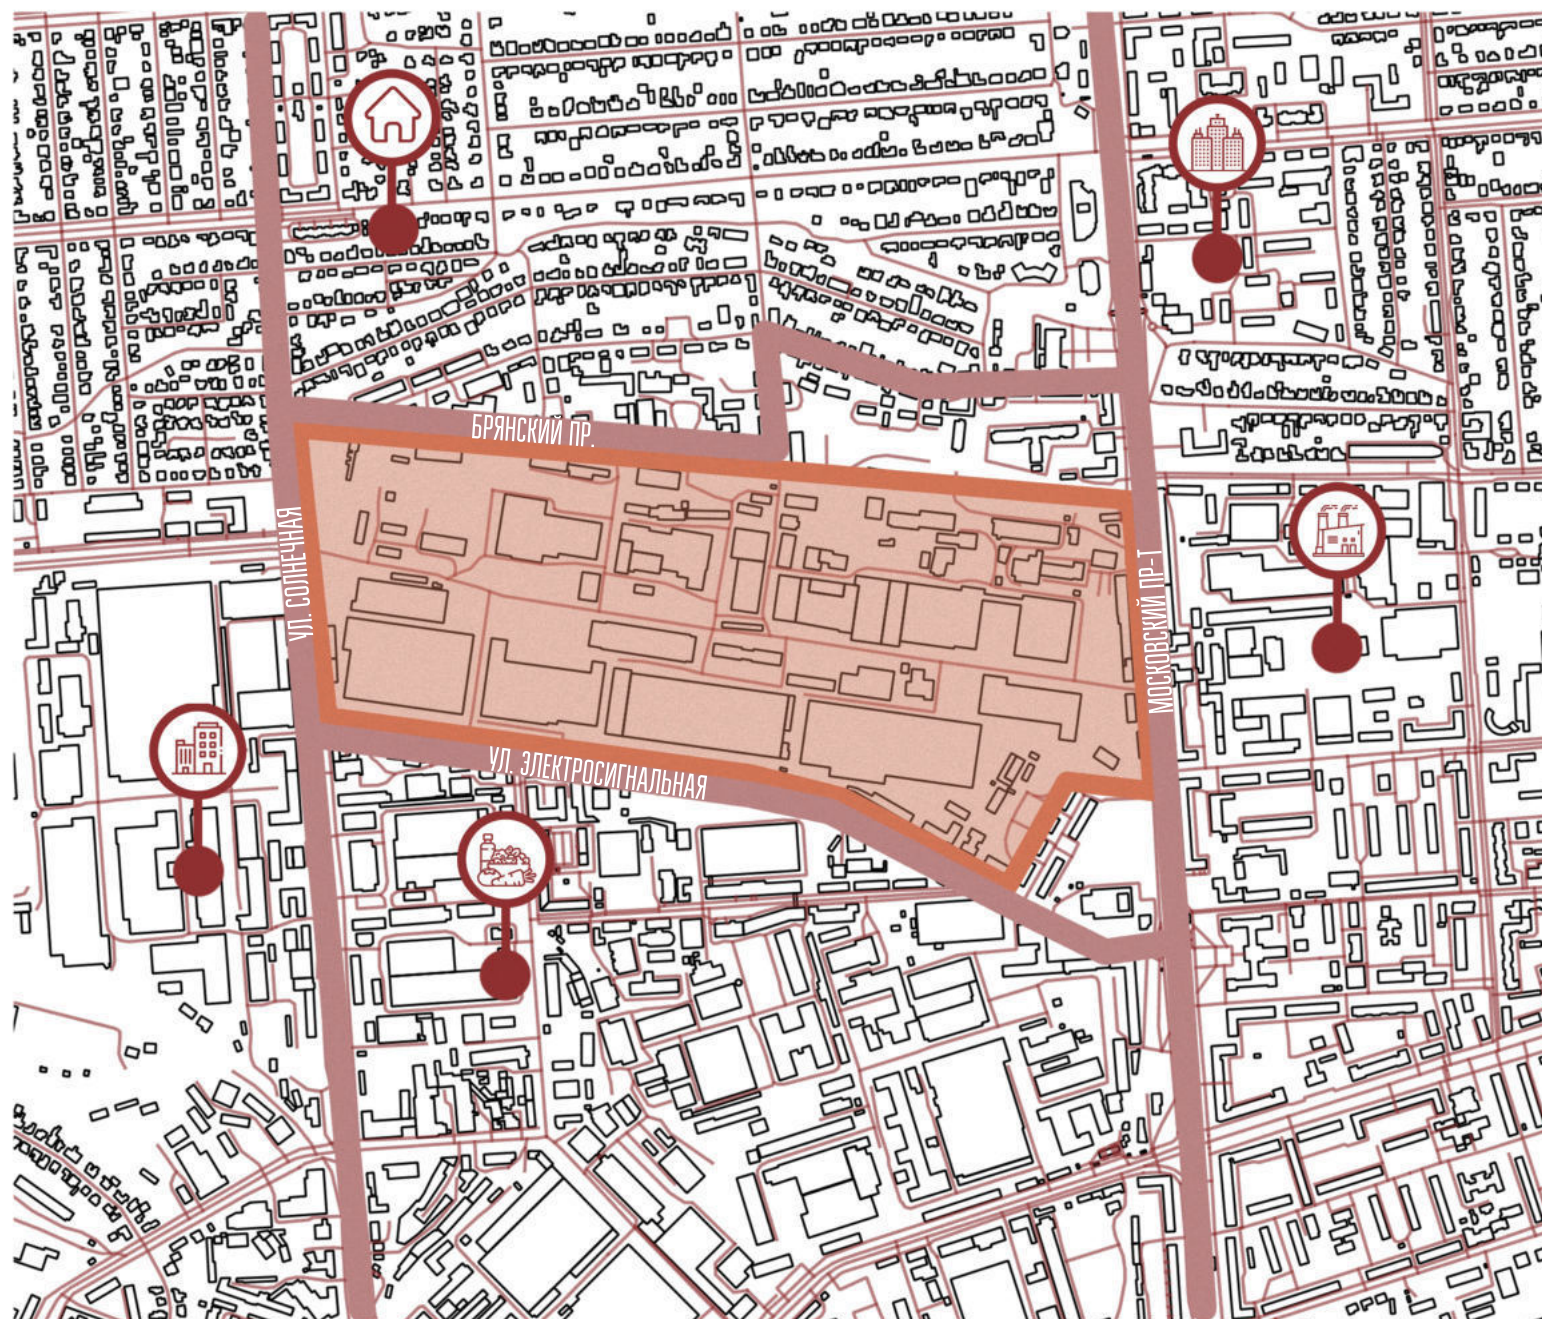 БРЯНСКИЙ ПР.
УЛ. СОЛНЕЧНАЯ
МОСКОВСКИЙ ПР-Т
УЛ. ЭЛЕКТРОСИГНАЛЬНАЯ